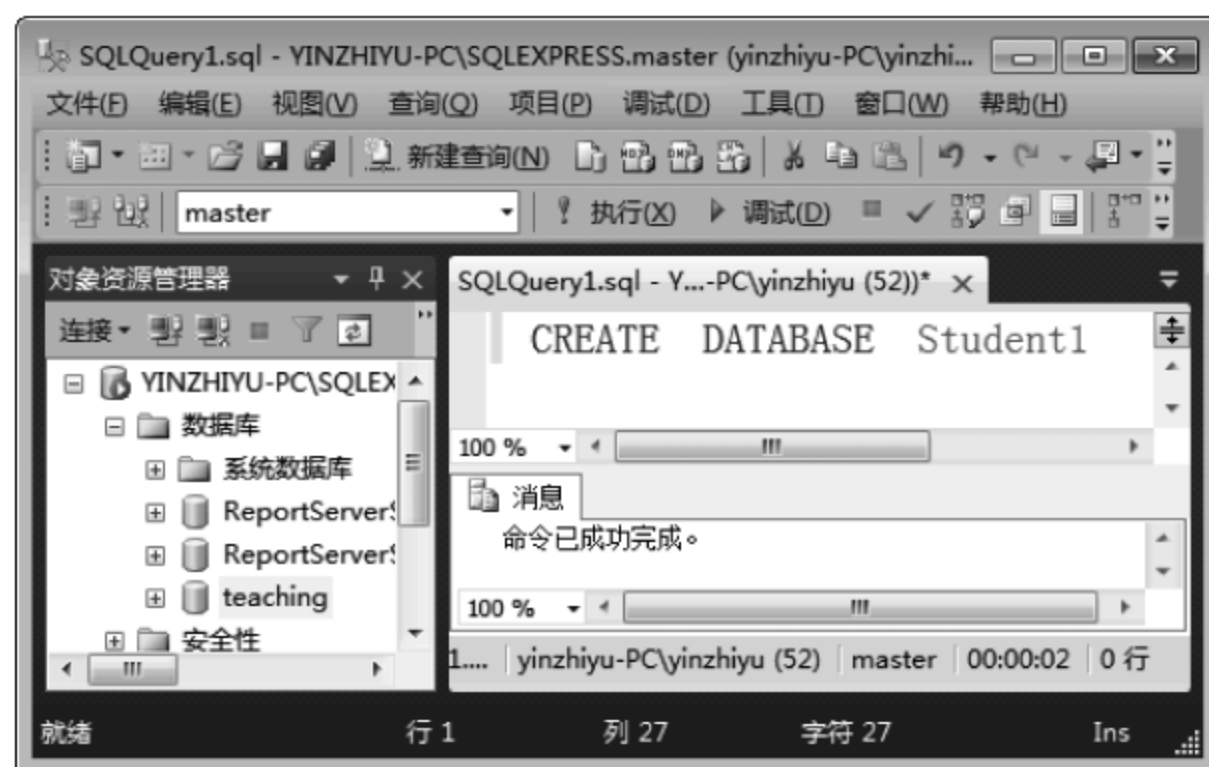 SQLQuery1.sql - YINZHIYU-PC\SQLEXPRESS.master (yinzhiyu-PC\yinzhi...
文件(F) 编辑(E) 视图(V) 查询(Q) 项目(P) 调试(D) 工具(T) 窗口(W) 帮助(H)
新建查询(N)
master 执行(X) 调试(D)
对象资源管理器
连接
YINZHIYU-PC\SQLEX
数据库
系统数据库
ReportServer
ReportServer
teaching
安全性
SQLQuery1.sql - Y...-PC\yinzhiyu (52))*
CREATE DATABASE Student1
100 %
消息
命令已成功完成。
100 %
1.... yinzhiyu-PC\yinzhiyu (52) master 00:00:02 0 行
就绪 行 1 列 27 字符 27 Ins